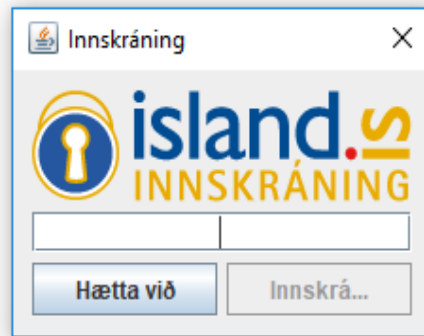 Innskráning
island.is
INNSKRÁNING
Hætta við
Innskrá...